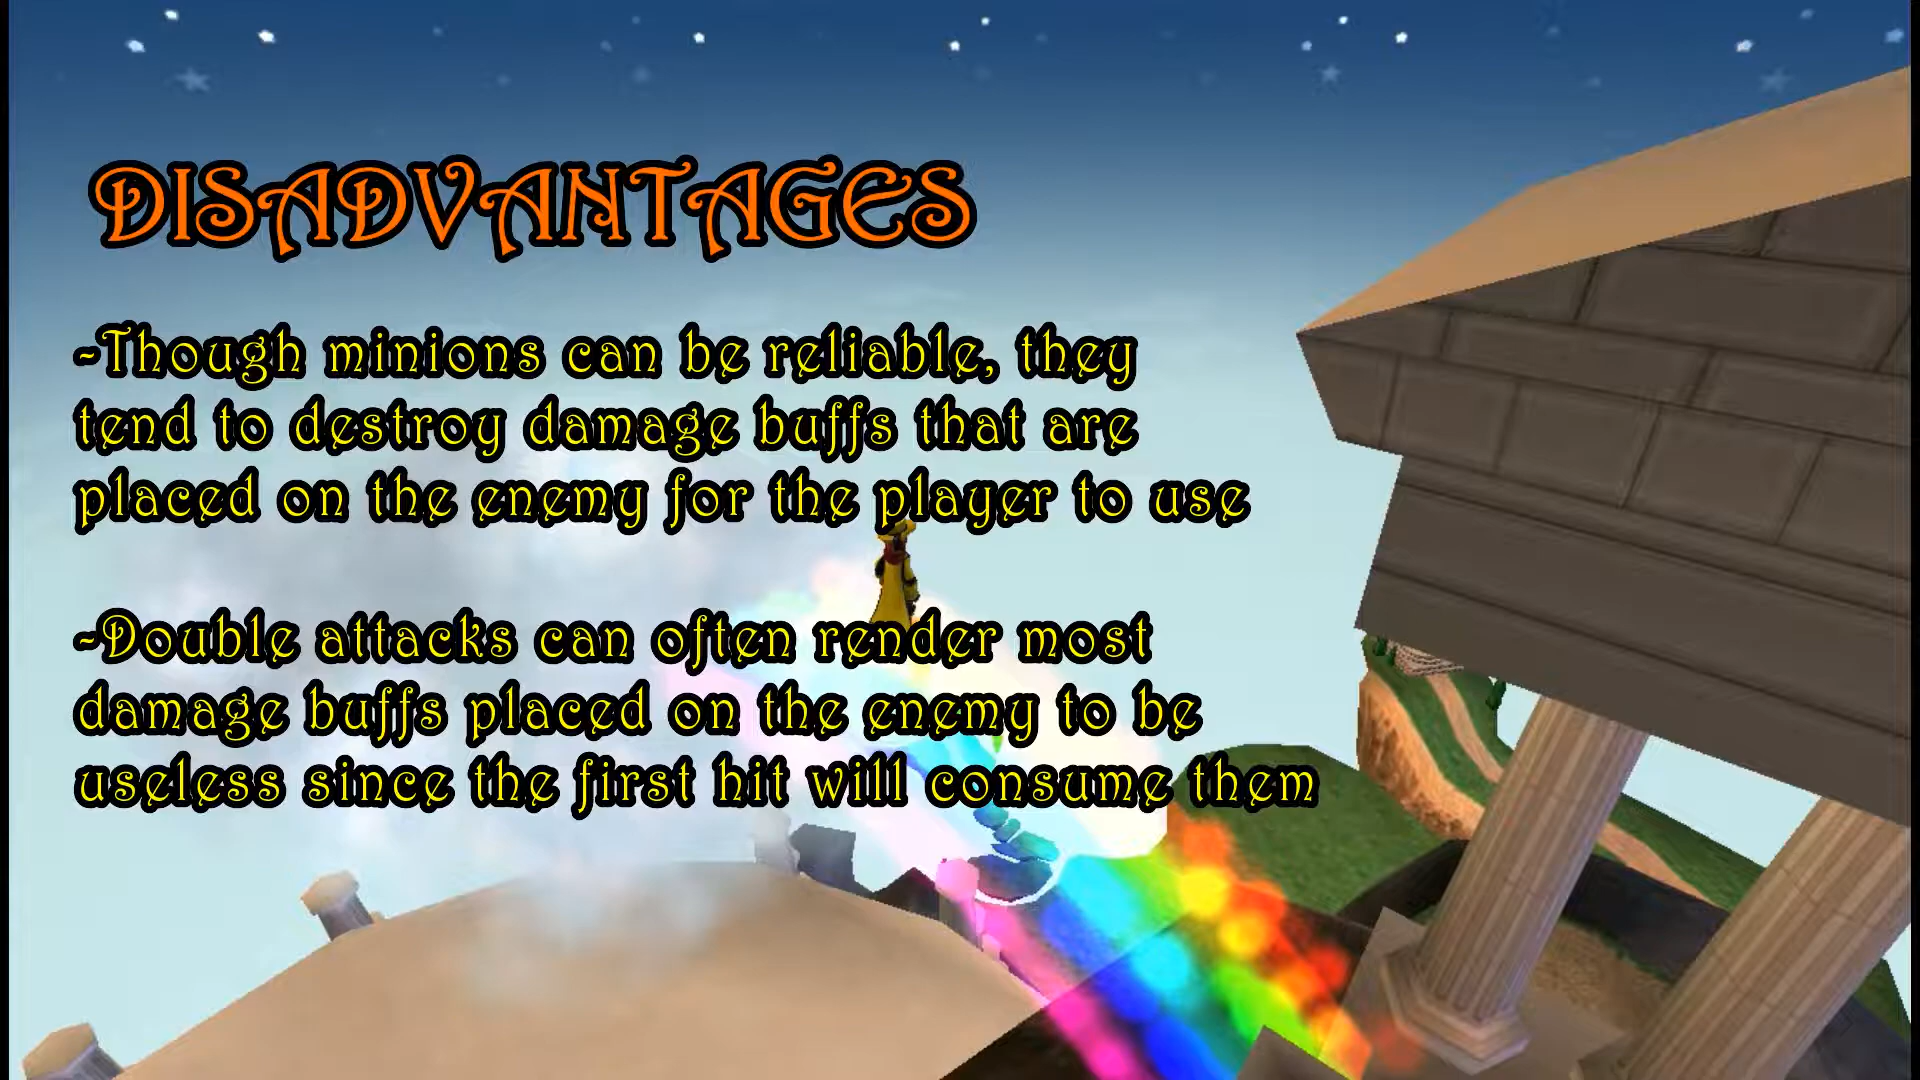 DISADVANTAGES
-Though minions can be reliable, they
tend to destroy damage buffs that are
placed on the enemy for the player to use
-Double attacks can often render most
damage buffs placed on the enemy to be
useless since the first hit will consume them